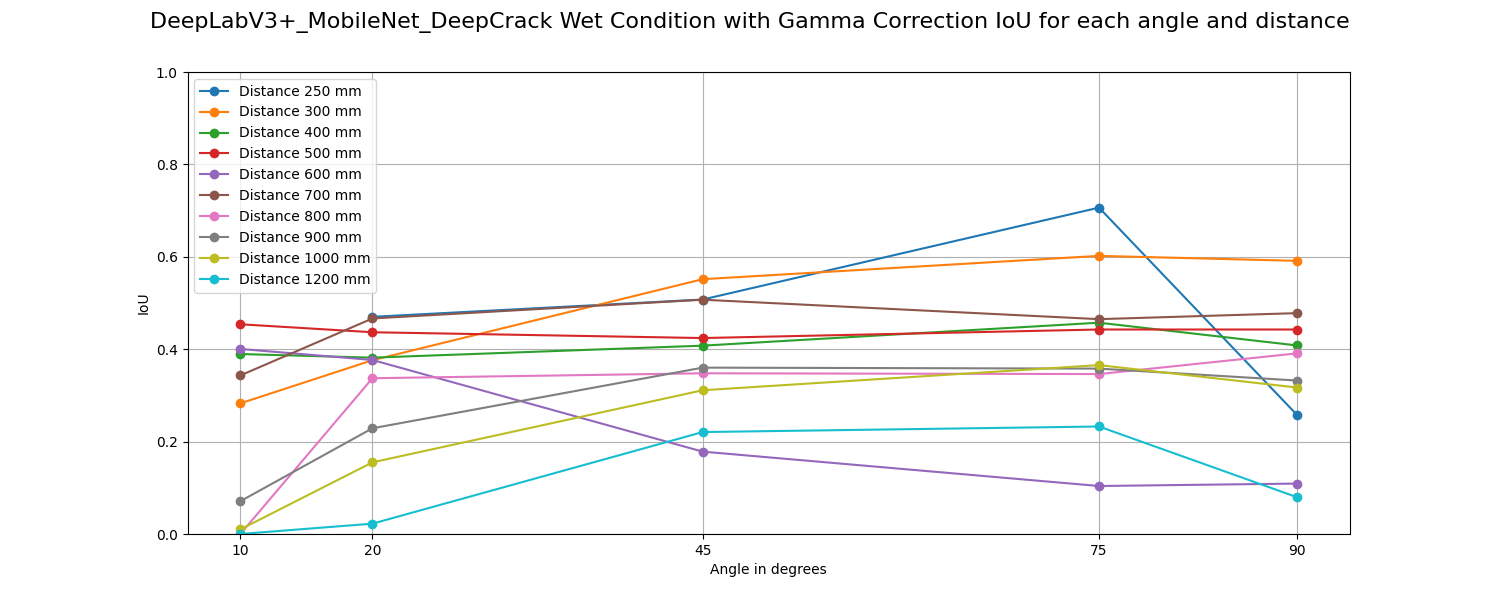 DeepLabV3+_MobileNet_DeepCrack Wet Condition with Gamma Correction IoU for each angle and distance
1.0
0.8
0.6
0.4
0.2
0.0
IoU
Distance 250 mm
Distance 300 mm
Distance 400 mm
Distance 500 mm
Distance 600 mm
Distance 700 mm
Distance 800 mm
Distance 900 mm
Distance 1000 mm
Distance 1200 mm
10 20 45 75 90
Angle in degrees